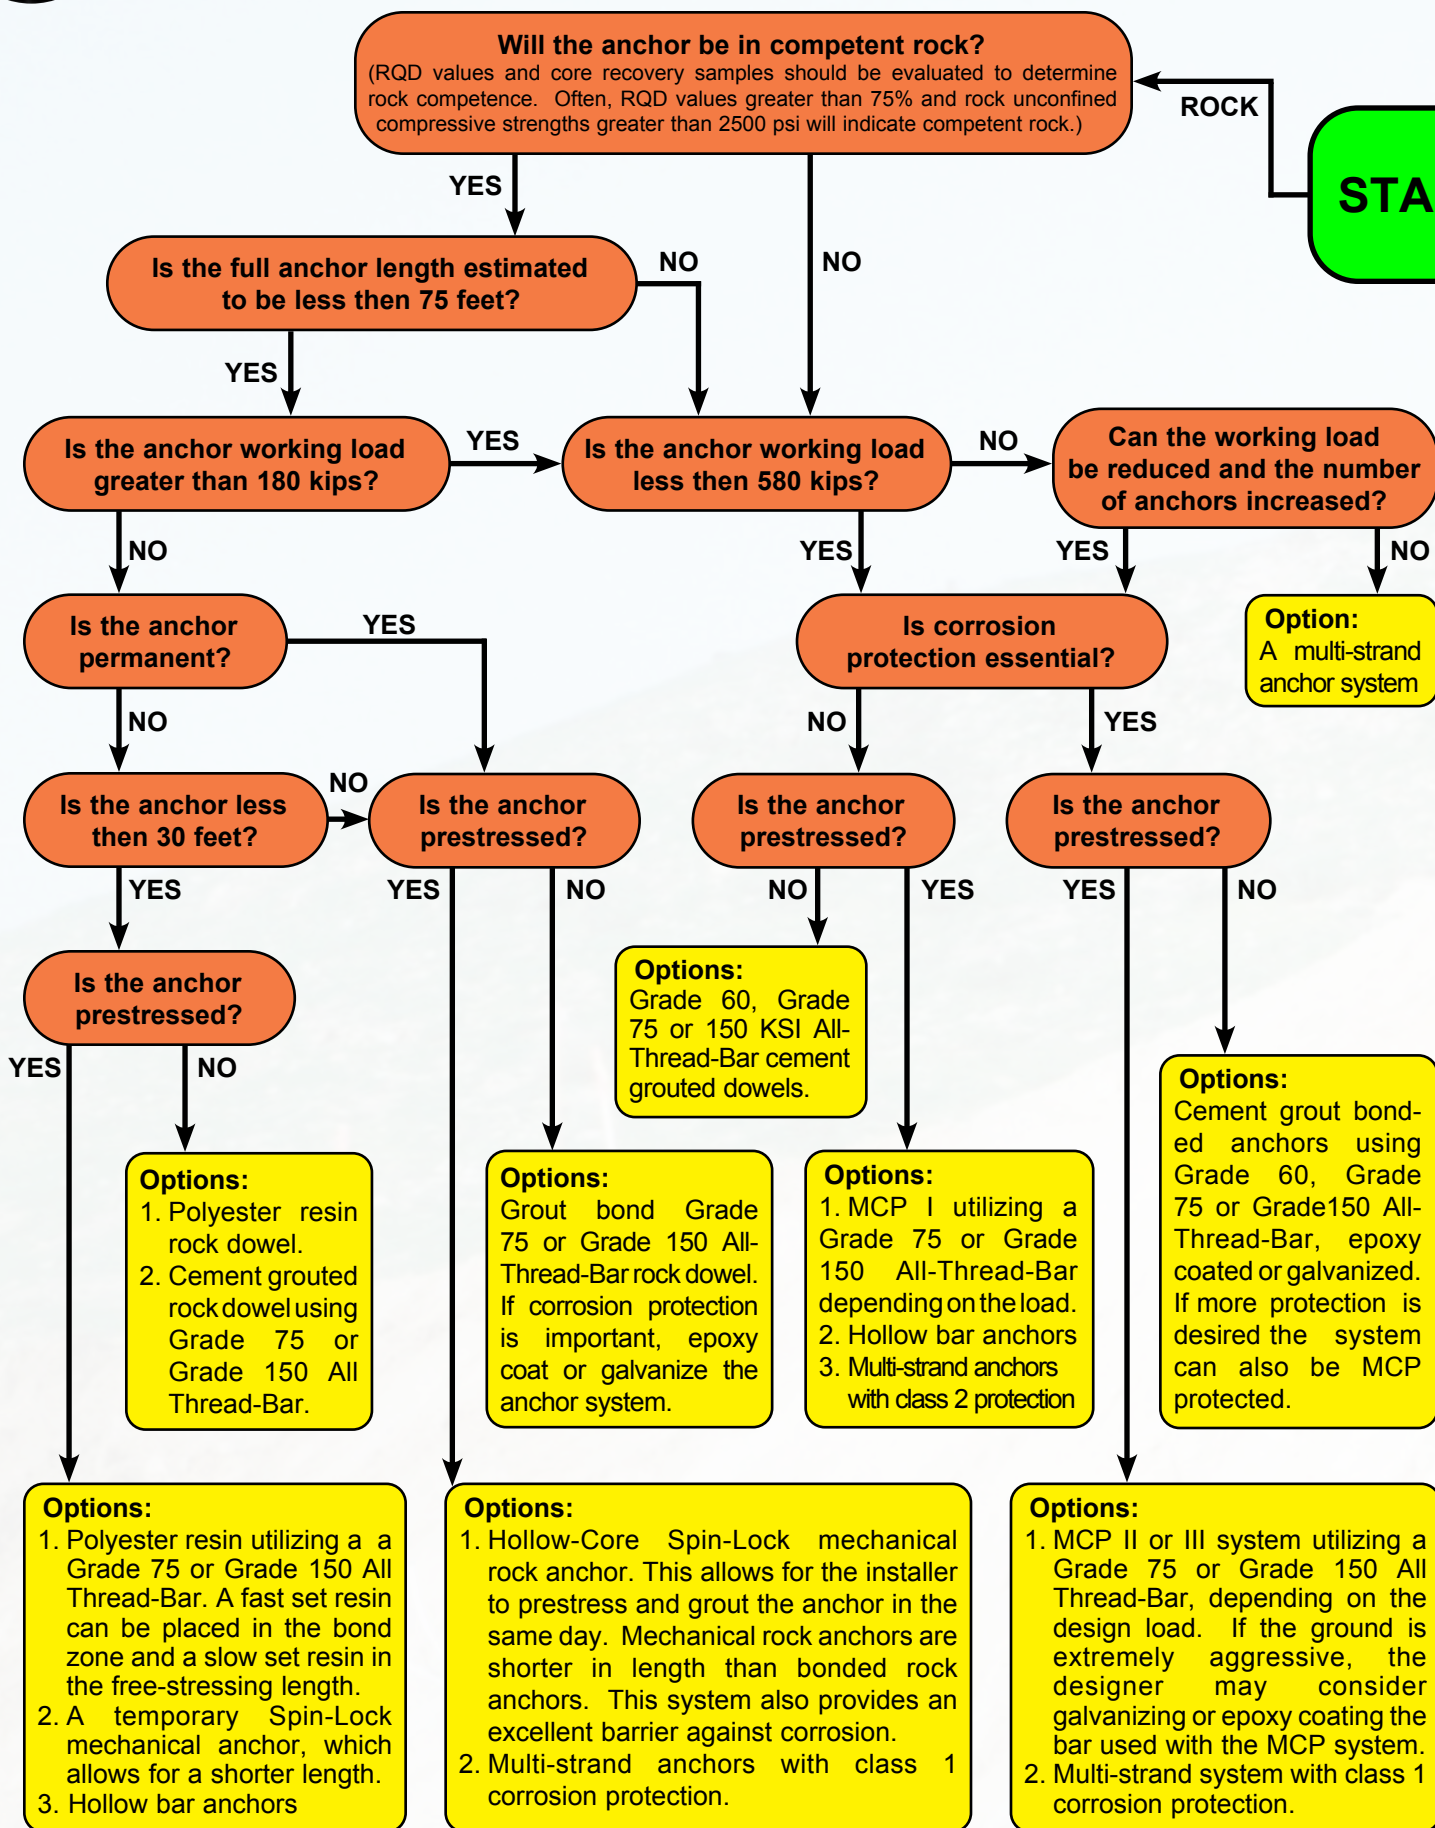 Will the anchor be in competent rock?
(RQD values and core recovery samples should be evaluated to determine
rock competence. Often, RQD values greater than 75% and rock unconfined
compressive strengths greater than 2500 psi will indicate competent rock.)
ROCK
STA
YES
NO
Is the full anchor length estimated
to be less then 75 feet?
NO
YES
Is the anchor working load
greater than 180 kips?
YES
Is the anchor working load
less then 580 kips?
NO
Can the working load
be reduced and the number
of anchors increased?
NO
YES
YES
NO
Is the anchor
permanent?
YES
Is corrosion
protection essential?
Option:
A multi-strand
anchor system
NO
NO
YES
Is the anchor less
then 30 feet?
NO
Is the anchor
prestressed?
Is the anchor
prestressed?
Is the anchor
prestressed?
YES
YES
NO
NO
YES
YES
NO
Is the anchor
prestressed?
YES
NO
Options:
Grade 60, Grade
75 or 150 KSI All-
Thread-Bar cement
grouted dowels.
Options:
Cement grout bond-
ed anchors using
Grade 60, Grade
75 or Grade150 All-
Thread-Bar, epoxy
coated or galvanized.
If more protection is
desired the system
can also be MCP
protected.
Options:
1. Polyester resin
rock dowel.
2. Cement grouted
rock dowel using
Grade 75 or
Grade 150 All
Thread-Bar.
Options:
Grout bond Grade
75 or Grade 150 All-
Thread-Bar rock dowel.
If corrosion protection
is important, epoxy
coat or galvanize the
anchor system.
Options:
1. MCP I utilizing a
Grade 75 or Grade
150 All-Thread-Bar
depending on the load.
2. Hollow bar anchors
3. Multi-strand anchors
with class 2 protection
Options:
1. Polyester resin utilizing a a
Grade 75 or Grade 150 All
Thread-Bar. A fast set resin
can be placed in the bond
zone and a slow set resin in
the free-stressing length.
2. A temporary Spin-Lock
mechanical anchor, which
allows for a shorter length.
3. Hollow bar anchors
Options:
1. Hollow-Core Spin-Lock mechanical
rock anchor. This allows for the installer
to prestress and grout the anchor in the
same day. Mechanical rock anchors are
shorter in length than bonded rock
anchors. This system also provides an
excellent barrier against corrosion.
2. Multi-strand anchors with class 1
corrosion protection.
Options:
1. MCP II or III system utilizing a
Grade 75 or Grade 150 All
Thread-Bar, depending on the
design load. If the ground is
extremely aggressive, the
designer may consider
galvanizing or epoxy coating the
bar used with the MCP system.
2. Multi-strand system with class 1
corrosion protection.